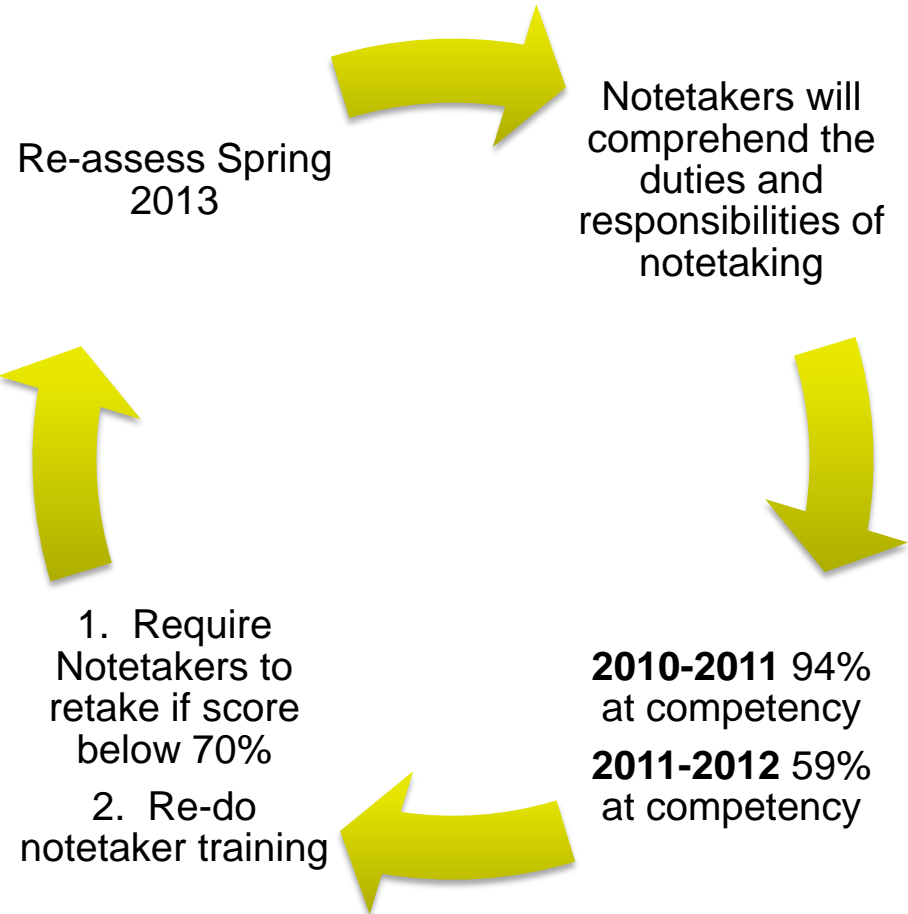 Re-assess Spring
2013
Notetakers will
comprehend the
duties and
responsibilities of
notetaking
2010-2011 94%
at competency
2011-2012 59%
at competency
1. Require
Notetakers to
retake if score
below 70%
2. Re-do
notetaker training